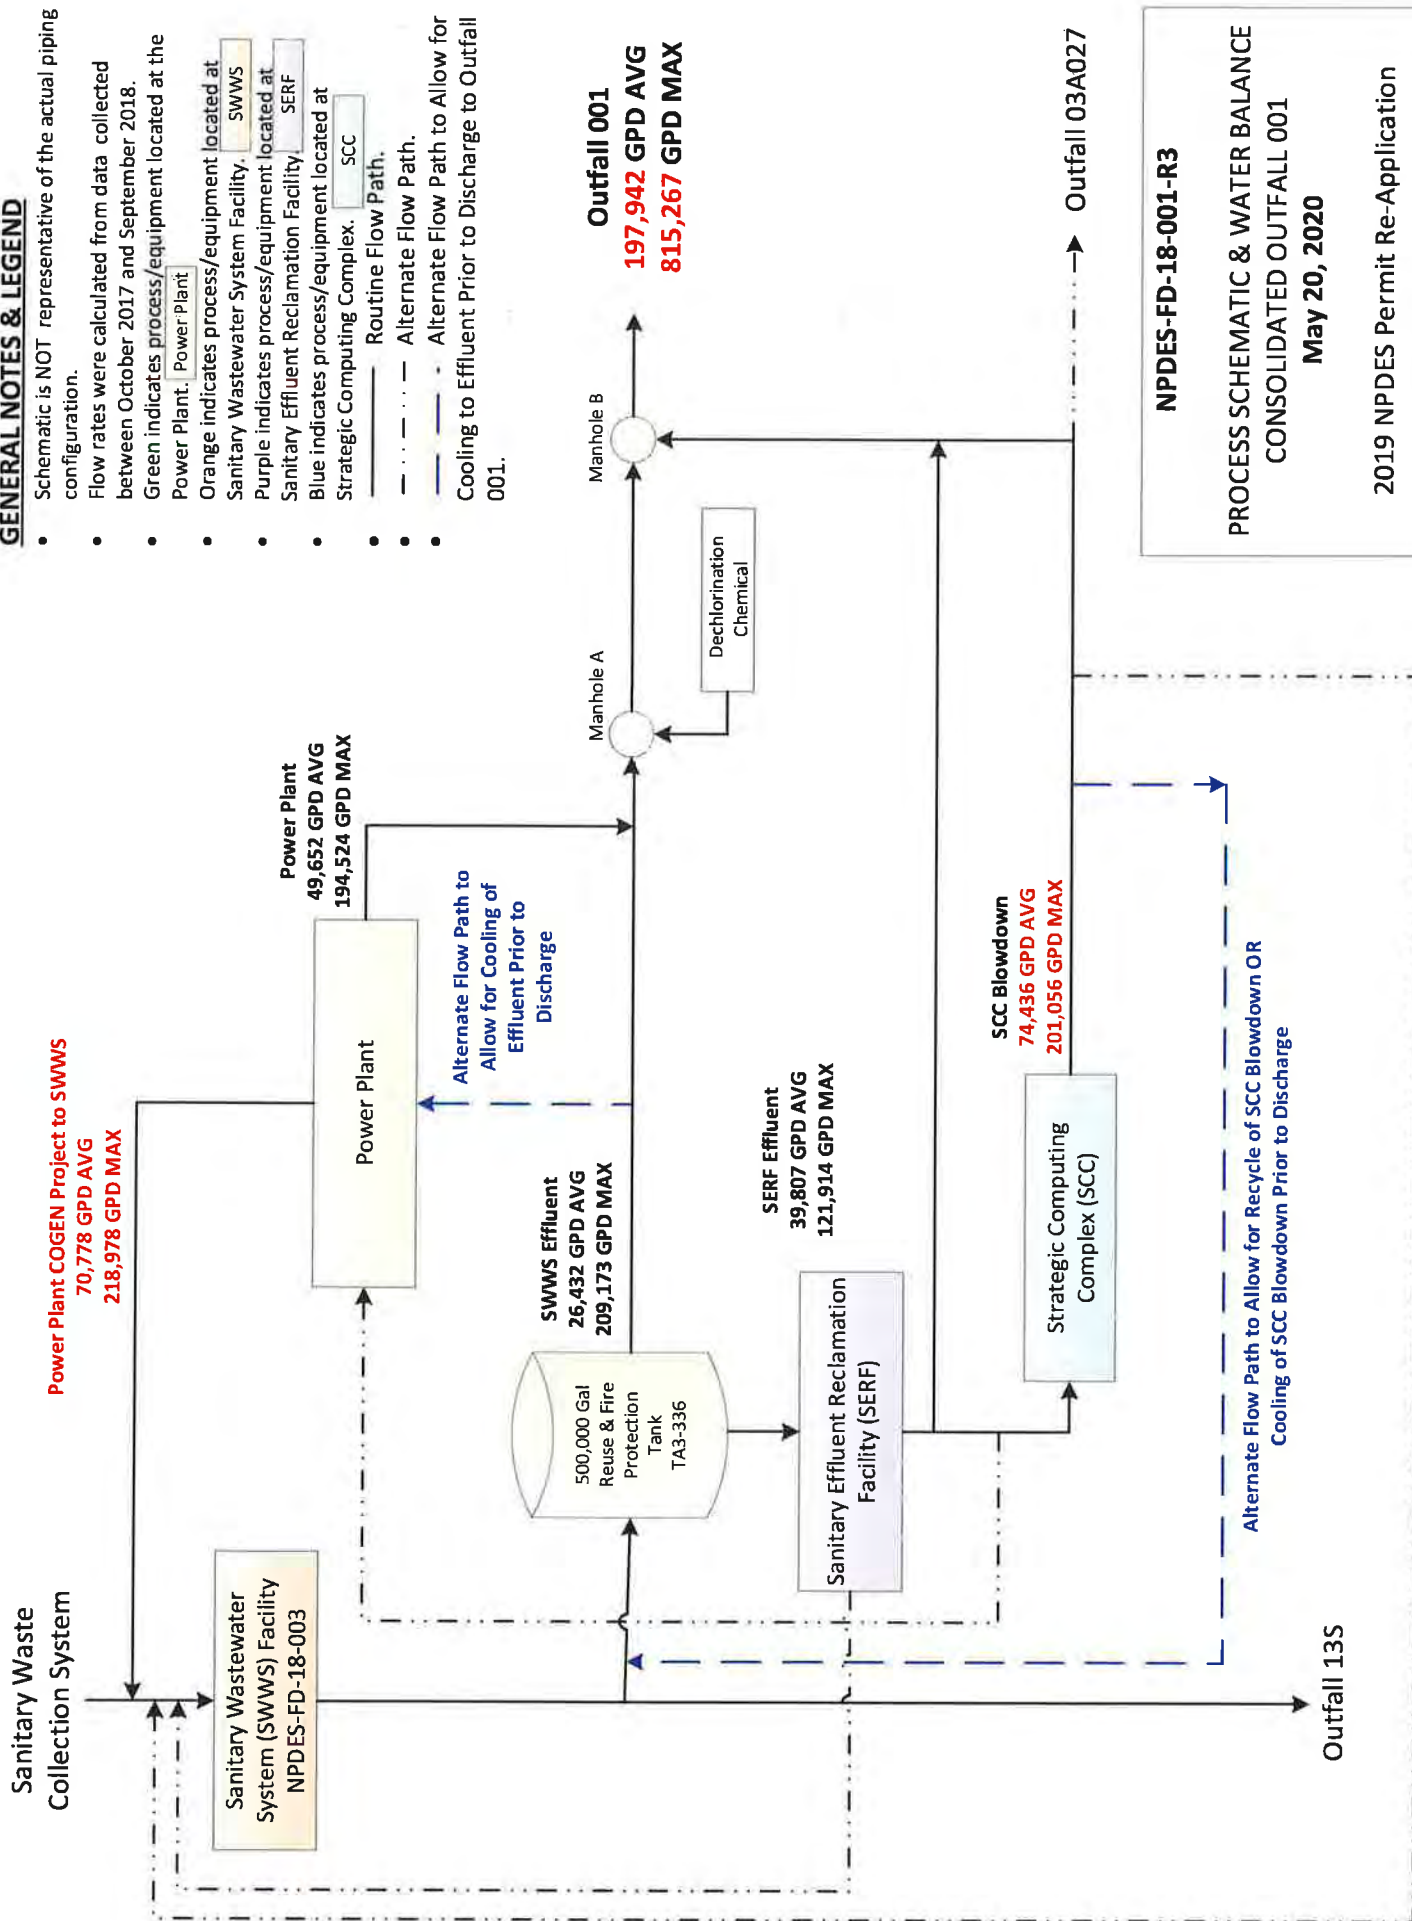 Sanitary Waste
Collection System
Power Plant COGEN Project to SWWS
70,778 GPD AVG
218,978 GPD MAX
GENERAL NOTES & LEGEND
• Schematic is NOT representative of the actual piping
configuration.
• Flow rates were calculated from data collected
between October 2017 and September 2018.
• Green indicates process/equipment located at the
Power Plant. Power Plant
• Orange indicates process/equipment located at
Sanitary Wastewater System Facility. SWWS
• Purple indicates process/equipment located at
Sanitary Effluent Reclamation Facility. SERF
• Blue indicates process/equipment located at
Strategic Computing Complex. SCC
• Routine Flow Path.
• Alternate Flow Path.
• Alternate Flow Path to Allow for
Cooling to Effluent Prior to Discharge to Outfall
001.
Sanitary Wastewater
System (SWWS) Facility
NPDES-FD-18-003
Power Plant
Power Plant
49,652 GPD AVG
194,524 GPD MAX
Alternate Flow Path to
Allow for Cooling of
Effluent Prior to
Discharge
500,000 Gal
Reuse & Fire
Protection
Tank
TA3-336
SWWS Effluent
26,432 GPD AVG
209,173 GPD MAX
Manhole A
Manhole B
Outfall 001
197,942 GPD AVG
815,267 GPD MAX
Dechlorination
Chemical
Sanitary Effluent Reclamation
Facility (SERF)
SERF Effluent
39,807 GPD AVG
121,914 GPD MAX
Strategic Computing
Complex (SCC)
SCC Blowdown
74,436 GPD AVG
201,056 GPD MAX
Outfall 03A027
Alternate Flow Path to Allow for Recycle of SCC Blowdown OR
Cooling of SCC Blowdown Prior to Discharge
Outfall 13S
NPDES-FD-18-001-R3
PROCESS SCHEMATIC & WATER BALANCE
CONSOLIDATED OUTFALL 001
May 20, 2020
2019 NPDES Permit Re-Application